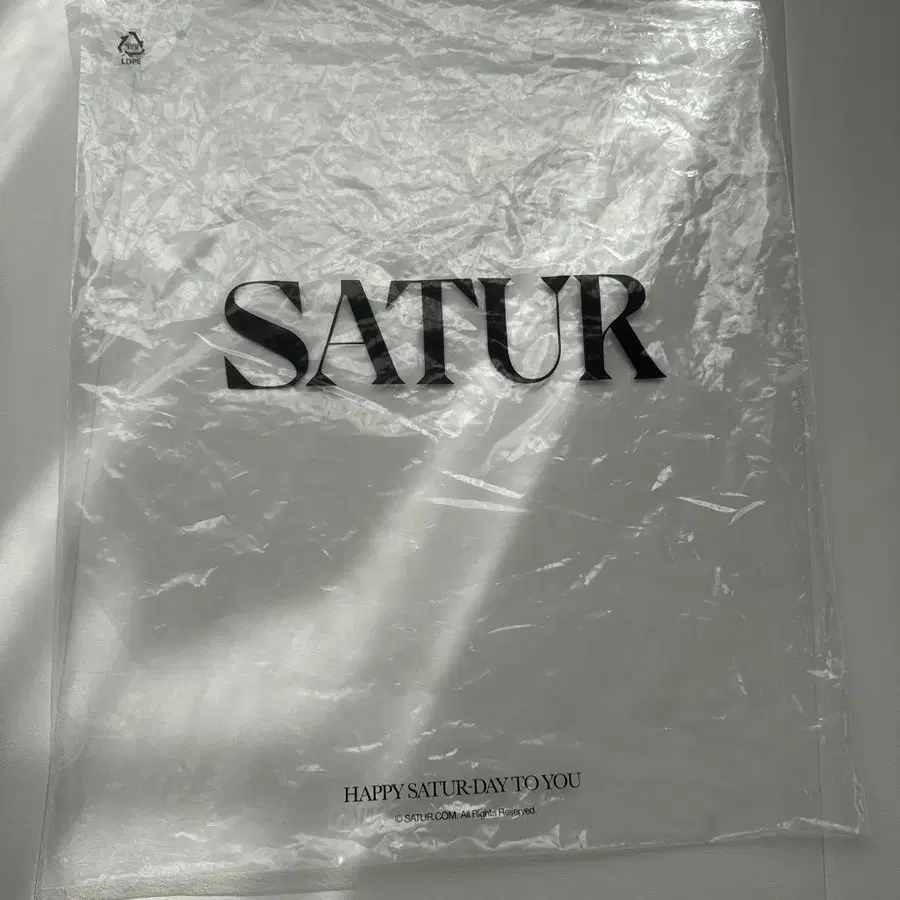 LDPE
SATUR
HAPPY SATUR-DAY TO YOU
© SATUR.COM. All Rights Reserved.